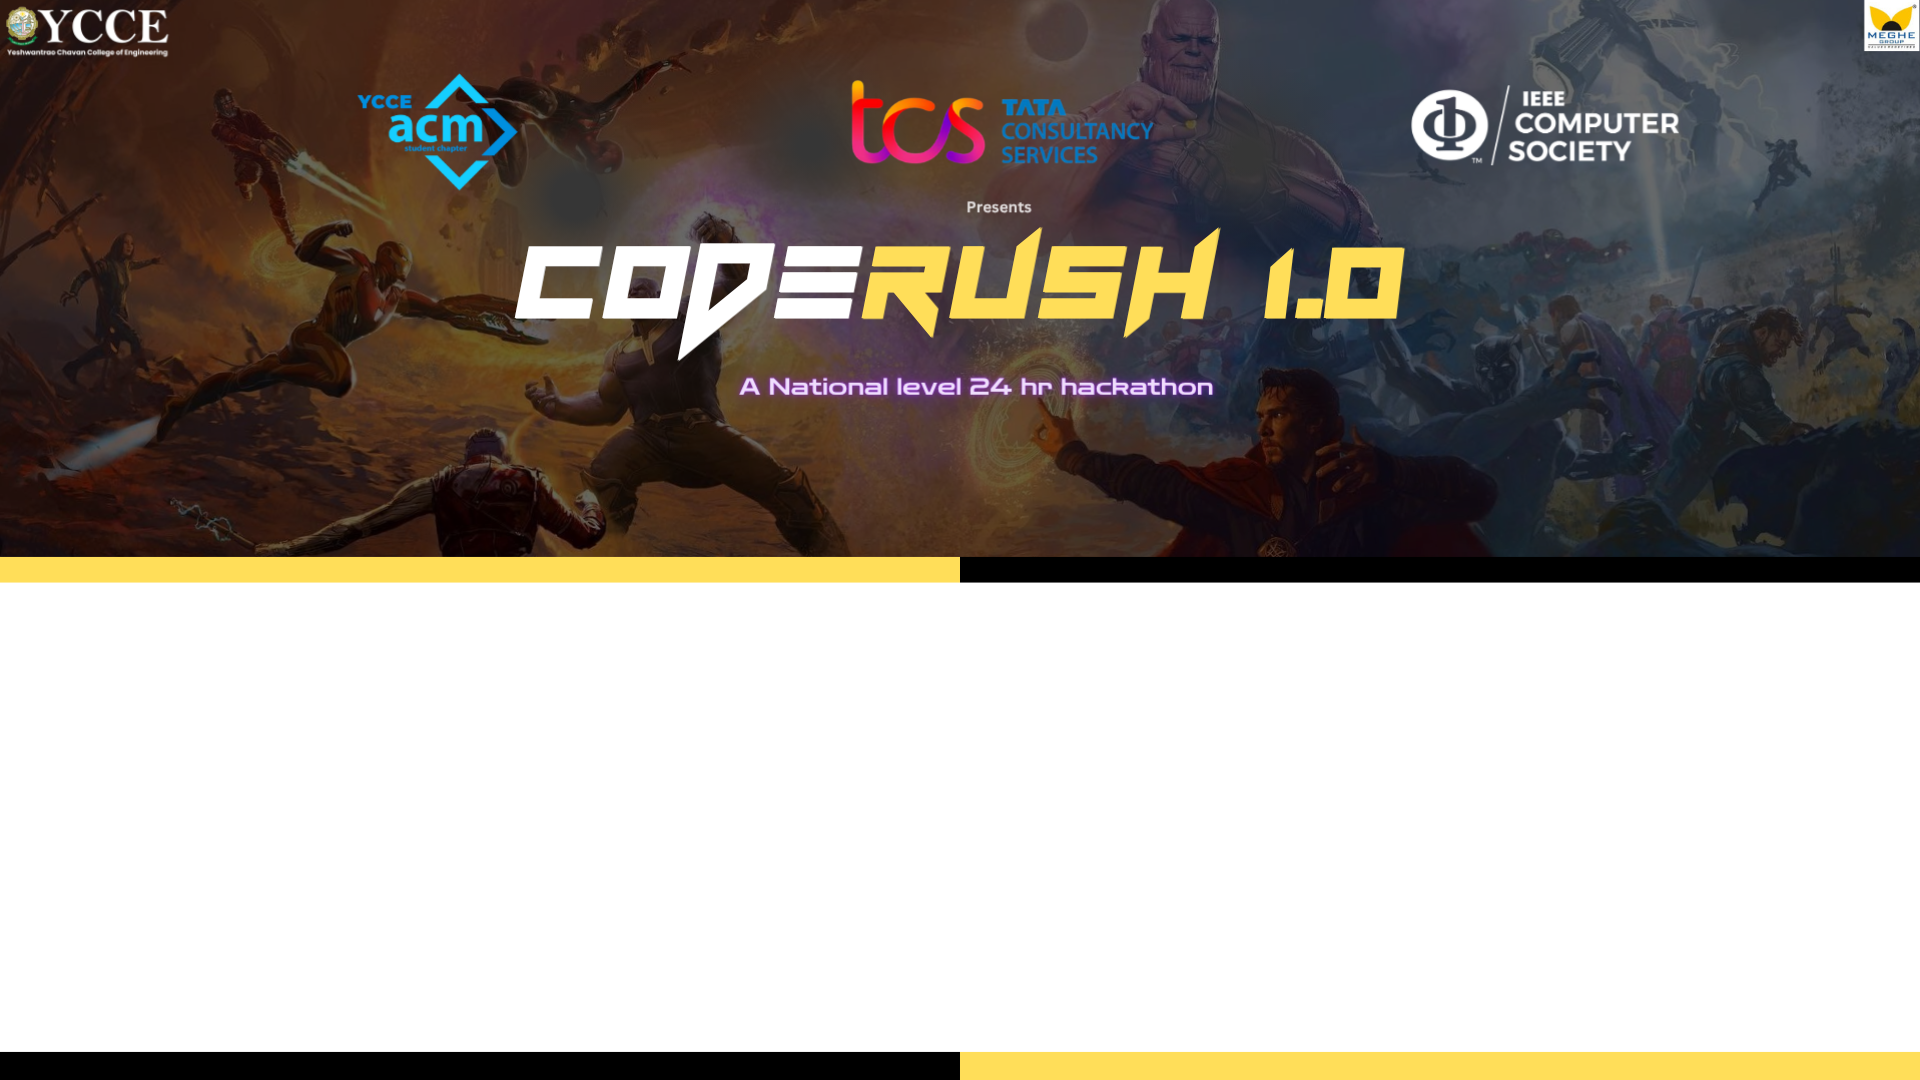 YCCE
Yeshwantrao Chavan College of Engineering
MEGHE
GROUP
YCCE
acm
student chapter
tcs
TATA
CONSULTANCY
SERVICES
IEEE
COMPUTER
SOCIETY
TM
Presents
CODERUSH 1.0
A National level 24 hr hackathon